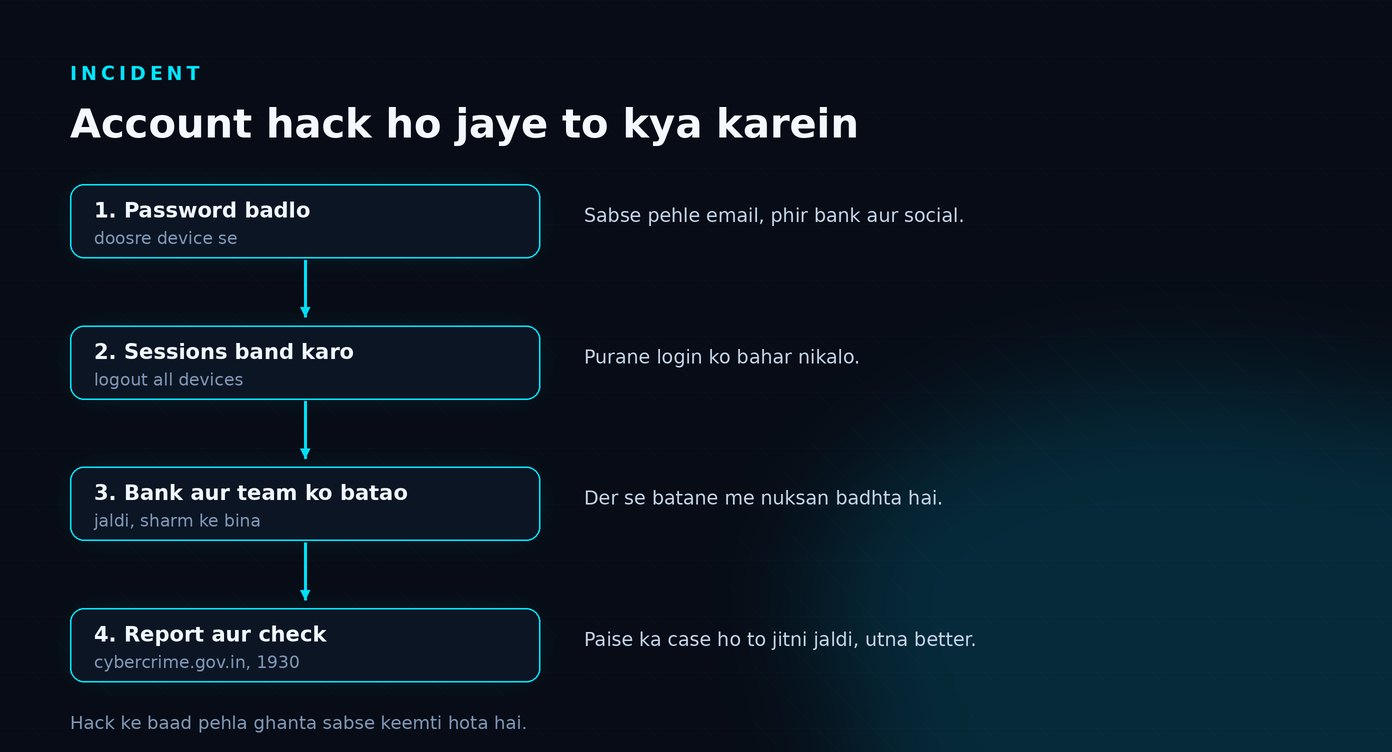 INCIDENT
Account hack ho jaye to kya karein
1. Password badlo
doosre device se
Sabse pehle email, phir bank aur social.
2. Sessions band karo
logout all devices
Purane login ko bahar nikalo.
3. Bank aur team ko batao
jaldi, sharm ke bina
Der se batane me nuksan badhta hai.
4. Report aur check
cybercrime.gov.in, 1930
Paise ka case ho to jitni jaldi, utna better.
Hack ke baad pehla ghanta sabse keemti hota hai.